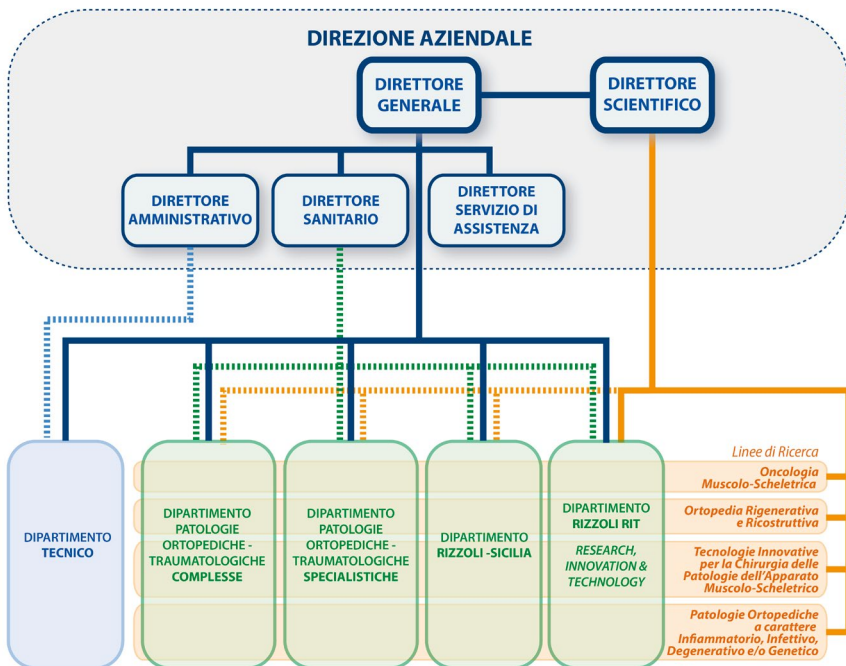 DIREZIONE AZIENDALE
DIRETTORE
GENERALE
DIRETTORE
SCIENTIFICO
DIRETTORE
AMMINISTRATIVO
DIRETTORE
SANITARIO
DIRETTORE
SERVIZIO DI
ASSISTENZA
DIPARTIMENTO
TECNICO
DIPARTIMENTO
PATOLOGIE
ORTOPEDICHE -
TRAUMATOLOGICHE
COMPLESSE
DIPARTIMENTO
PATOLOGIE
ORTOPEDICHE -
TRAUMATOLOGICHE
SPECIALISTICHE
DIPARTIMENTO
RIZZOLI -SICILIA
DIPARTIMENTO
RIZZOLI RIT
RESEARCH,
INNOVATION &
TECHNOLOGY
Linee di Ricerca
Oncologia
Muscolo-Scheletrica
Ortopedia Rigenerativa
e Ricostruttiva
Tecnologie Innovative
per la Chirurgia delle
Patologie dell'Apparato
Muscolo-Scheletrico
Patologie Ortopediche
a carattere
Infiammatorio, Infettivo,
Degenerativo e/o Genetico